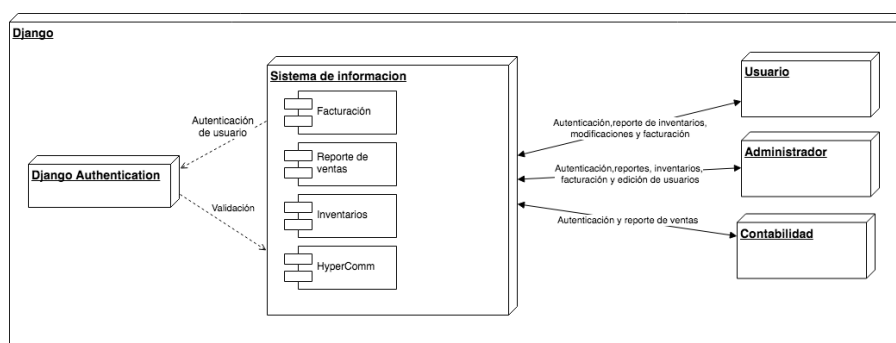 Django
Sistema de informacion
Facturación
Reporte de
ventas
Inventarios
HyperComm
Autenticación
de usuario
Django Authentication
Validación
Usuario
Autenticación,reporte de inventarios,
modificaciones y facturación
Administrador
Autenticación,reportes, inventarios,
facturación y edición de usuarios
Autenticación y reporte de ventas
Contabilidad